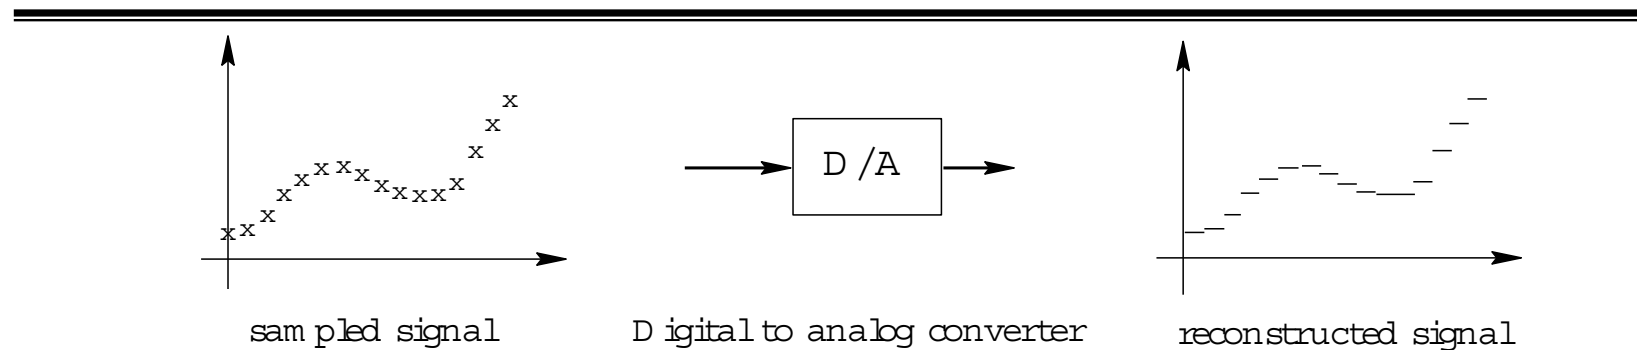 x x x x x x x x x x x x x x x x
D/A
sampled signal
Digital to analog converter
reconstructed signal